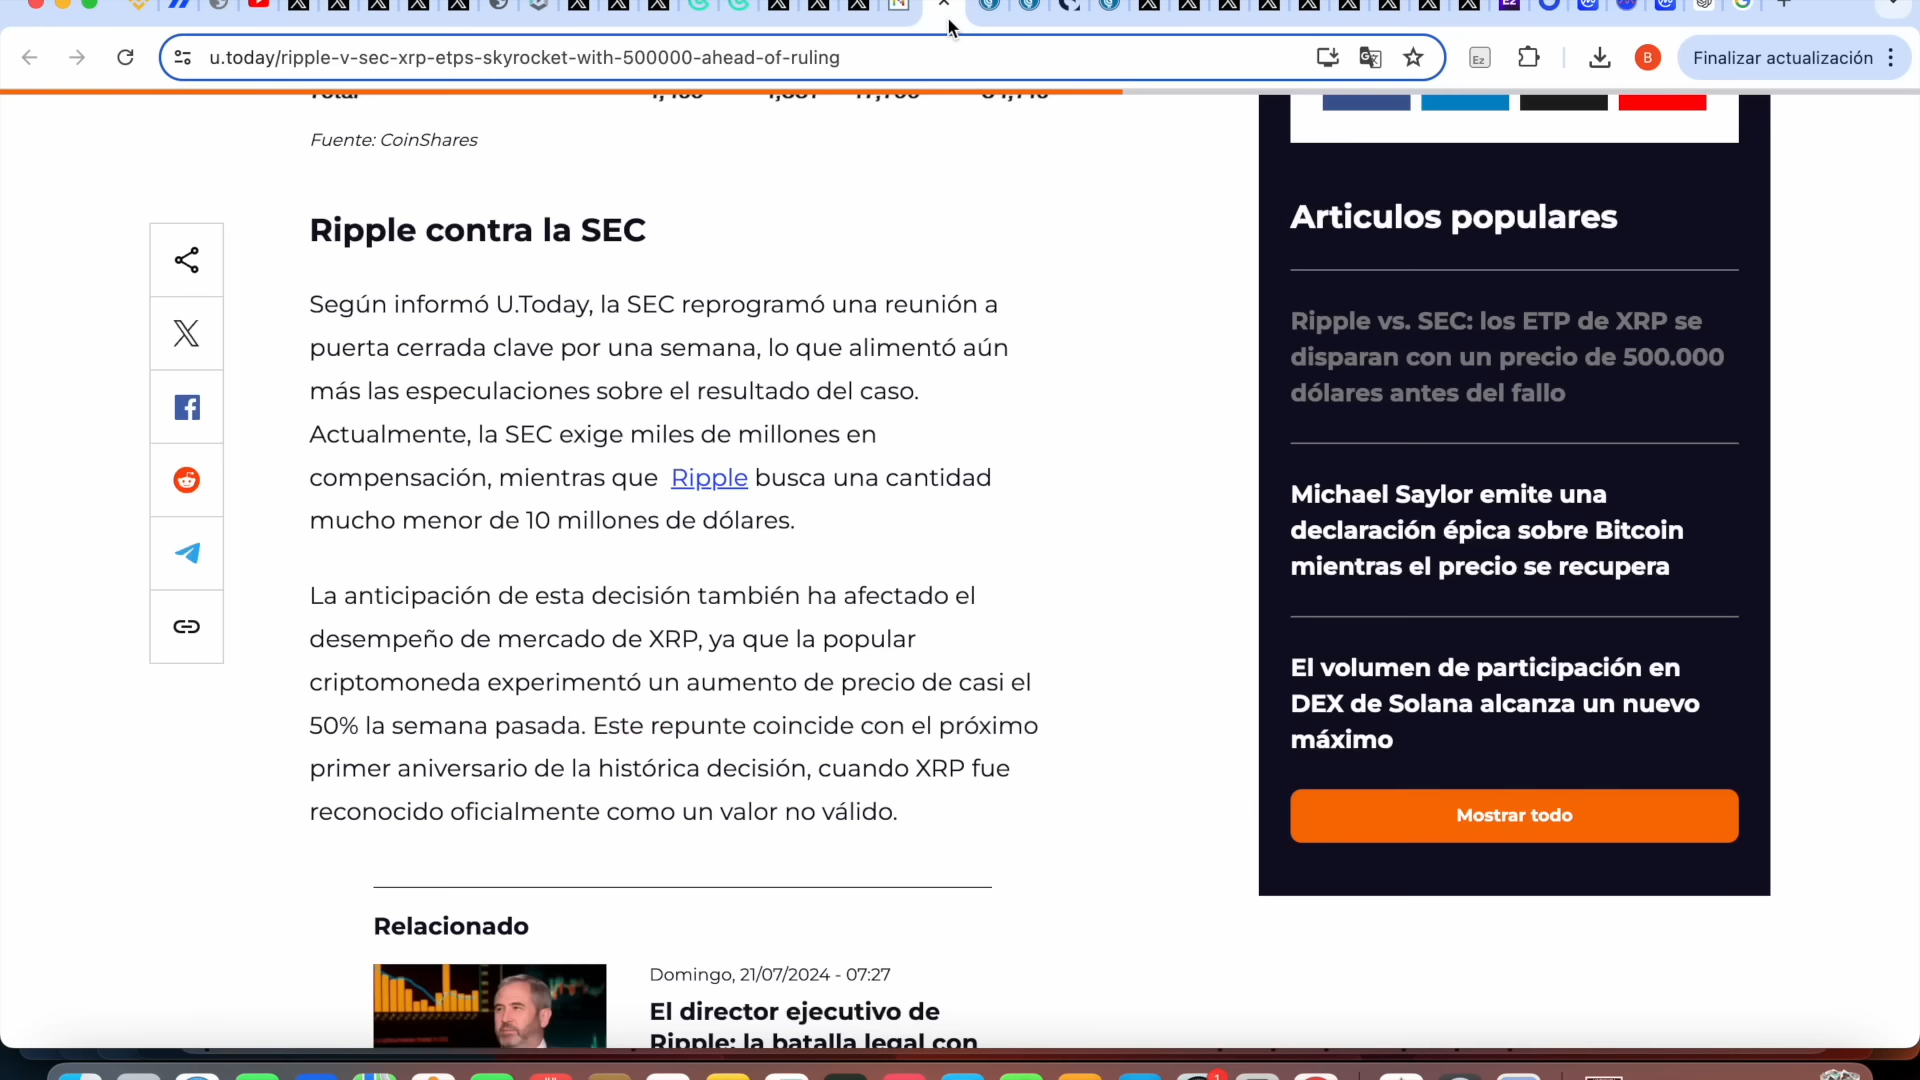 u.today/ripple-v-sec-xrp-etps-skyrocket-with-500000-ahead-of-ruling
Ez
B
Finalizar actualización
Fuente: CoinShares
Ripple contra la SEC
Según informó U.Today, la SEC reprogramó una reunión a
puerta cerrada clave por una semana, lo que alimentó aún
más las especulaciones sobre el resultado del caso.
Actualmente, la SEC exige miles de millones en
compensación, mientras que Ripple busca una cantidad
mucho menor de 10 millones de dólares.
La anticipación de esta decisión también ha afectado el
desempeño de mercado de XRP, ya que la popular
criptomoneda experimentó un aumento de precio de casi el
50% la semana pasada. Este repunte coincide con el próximo
primer aniversario de la histórica decisión, cuando XRP fue
reconocido oficialmente como un valor no válido.
Relacionado
Domingo, 21/07/2024 - 07:27
El director ejecutivo de
Ripple: la batalla legal con
Articulos populares
Ripple vs. SEC: los ETP de XRP se
disparan con un precio de 500.000
dólares antes del fallo
Michael Saylor emite una
declaración épica sobre Bitcoin
mientras el precio se recupera
El volumen de participación en
DEX de Solana alcanza un nuevo
máximo
Mostrar todo